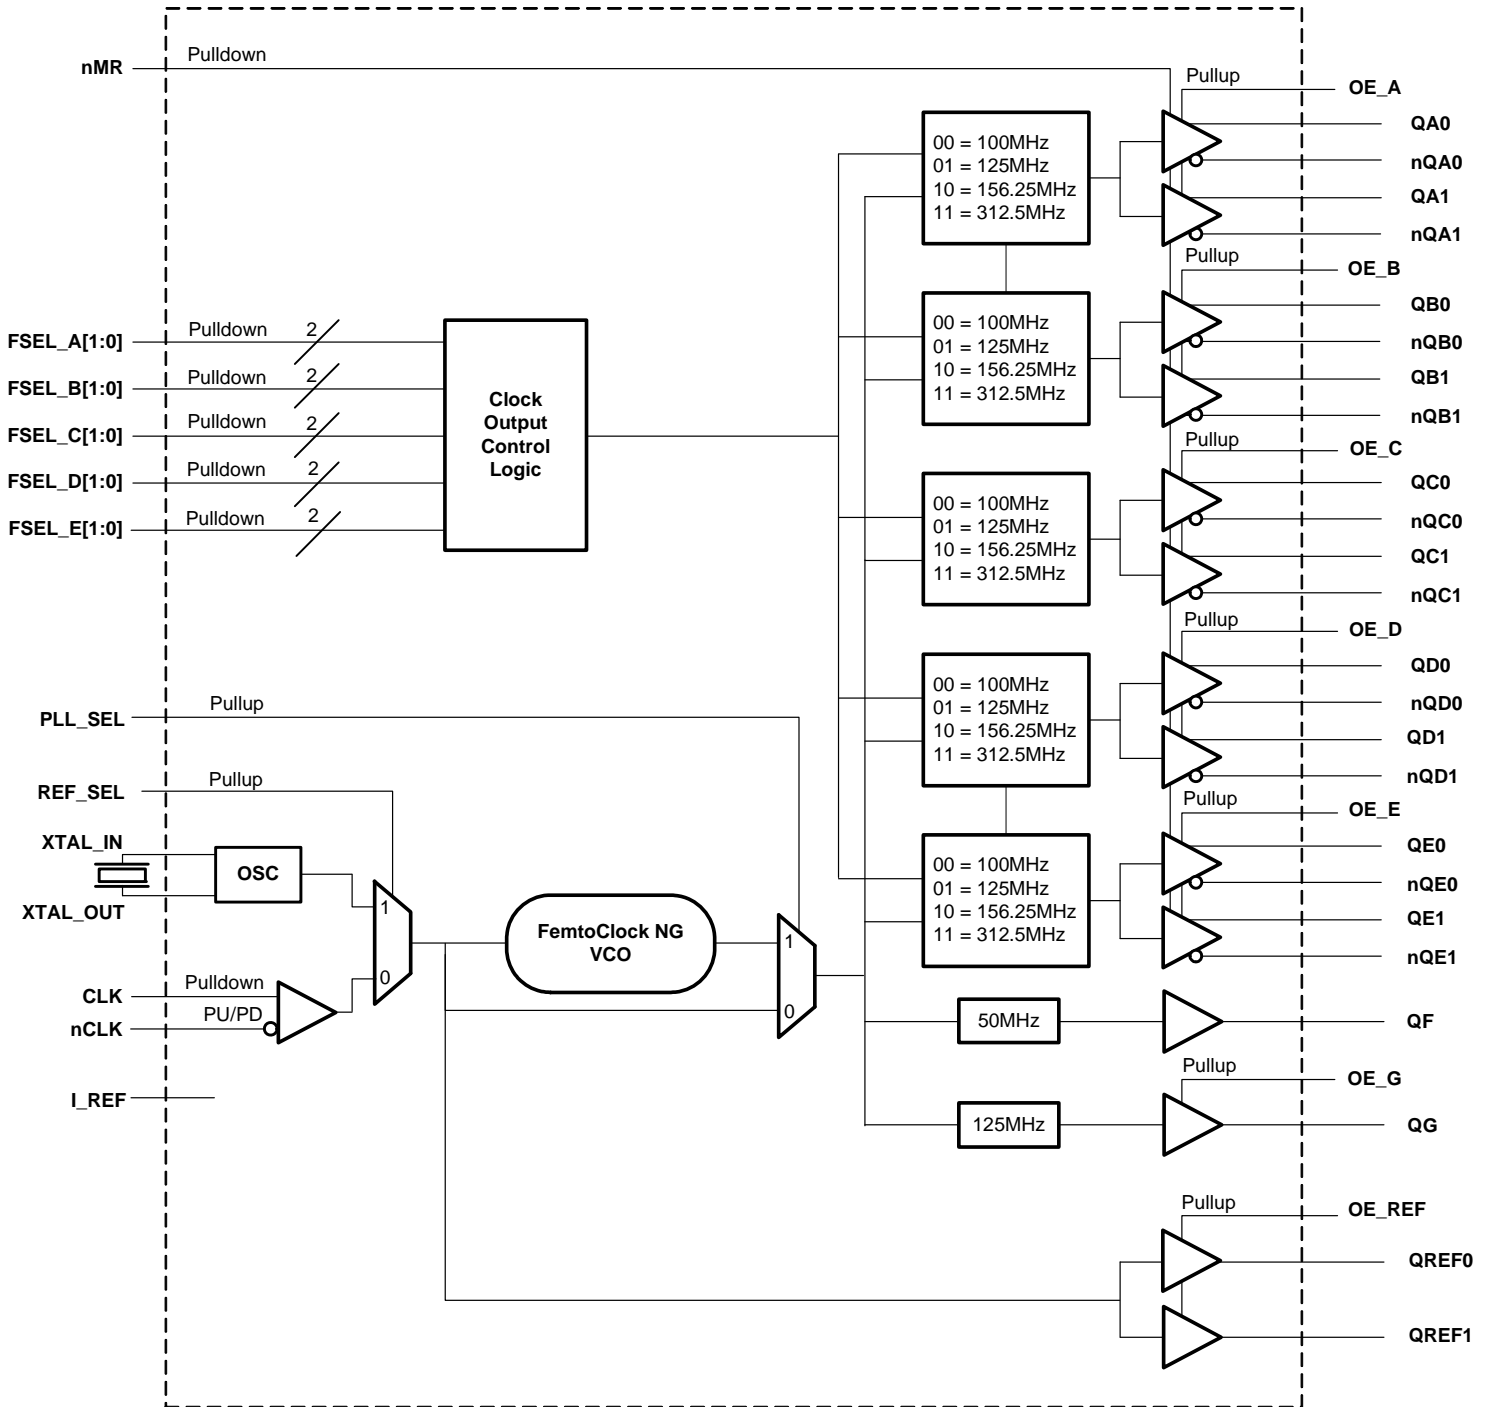 nMR
Pulldown
Pullup
OE_A
00 = 100MHz
01 = 125MHz
10 = 156.25MHz
11 = 312.5MHz
QA0
nQA0
QA1
nQA1
Pullup
OE_B
00 = 100MHz
01 = 125MHz
10 = 156.25MHz
11 = 312.5MHz
QB0
nQB0
QB1
nQB1
FSEL_A[1:0]
Pulldown
2
FSEL_B[1:0]
Pulldown
2
FSEL_C[1:0]
Pulldown
2
FSEL_D[1:0]
Pulldown
2
FSEL_E[1:0]
Pulldown
2
Clock
Output
Control
Logic
Pullup
OE_C
00 = 100MHz
01 = 125MHz
10 = 156.25MHz
11 = 312.5MHz
QC0
nQC0
QC1
nQC1
Pullup
OE_D
00 = 100MHz
01 = 125MHz
10 = 156.25MHz
11 = 312.5MHz
QD0
nQD0
QD1
nQD1
PLL_SEL
Pullup
REF_SEL
Pullup
XTAL_IN
OSC
XTAL_OUT
1
0
FemtoClock NG
VCO
1
0
Pullup
OE_E
00 = 100MHz
01 = 125MHz
10 = 156.25MHz
11 = 312.5MHz
QE0
nQE0
QE1
nQE1
CLK
Pulldown
nCLK
PU/PD
I_REF
50MHz
QF
Pullup
OE_G
125MHz
QG
Pullup
OE_REF
QREF0
QREF1